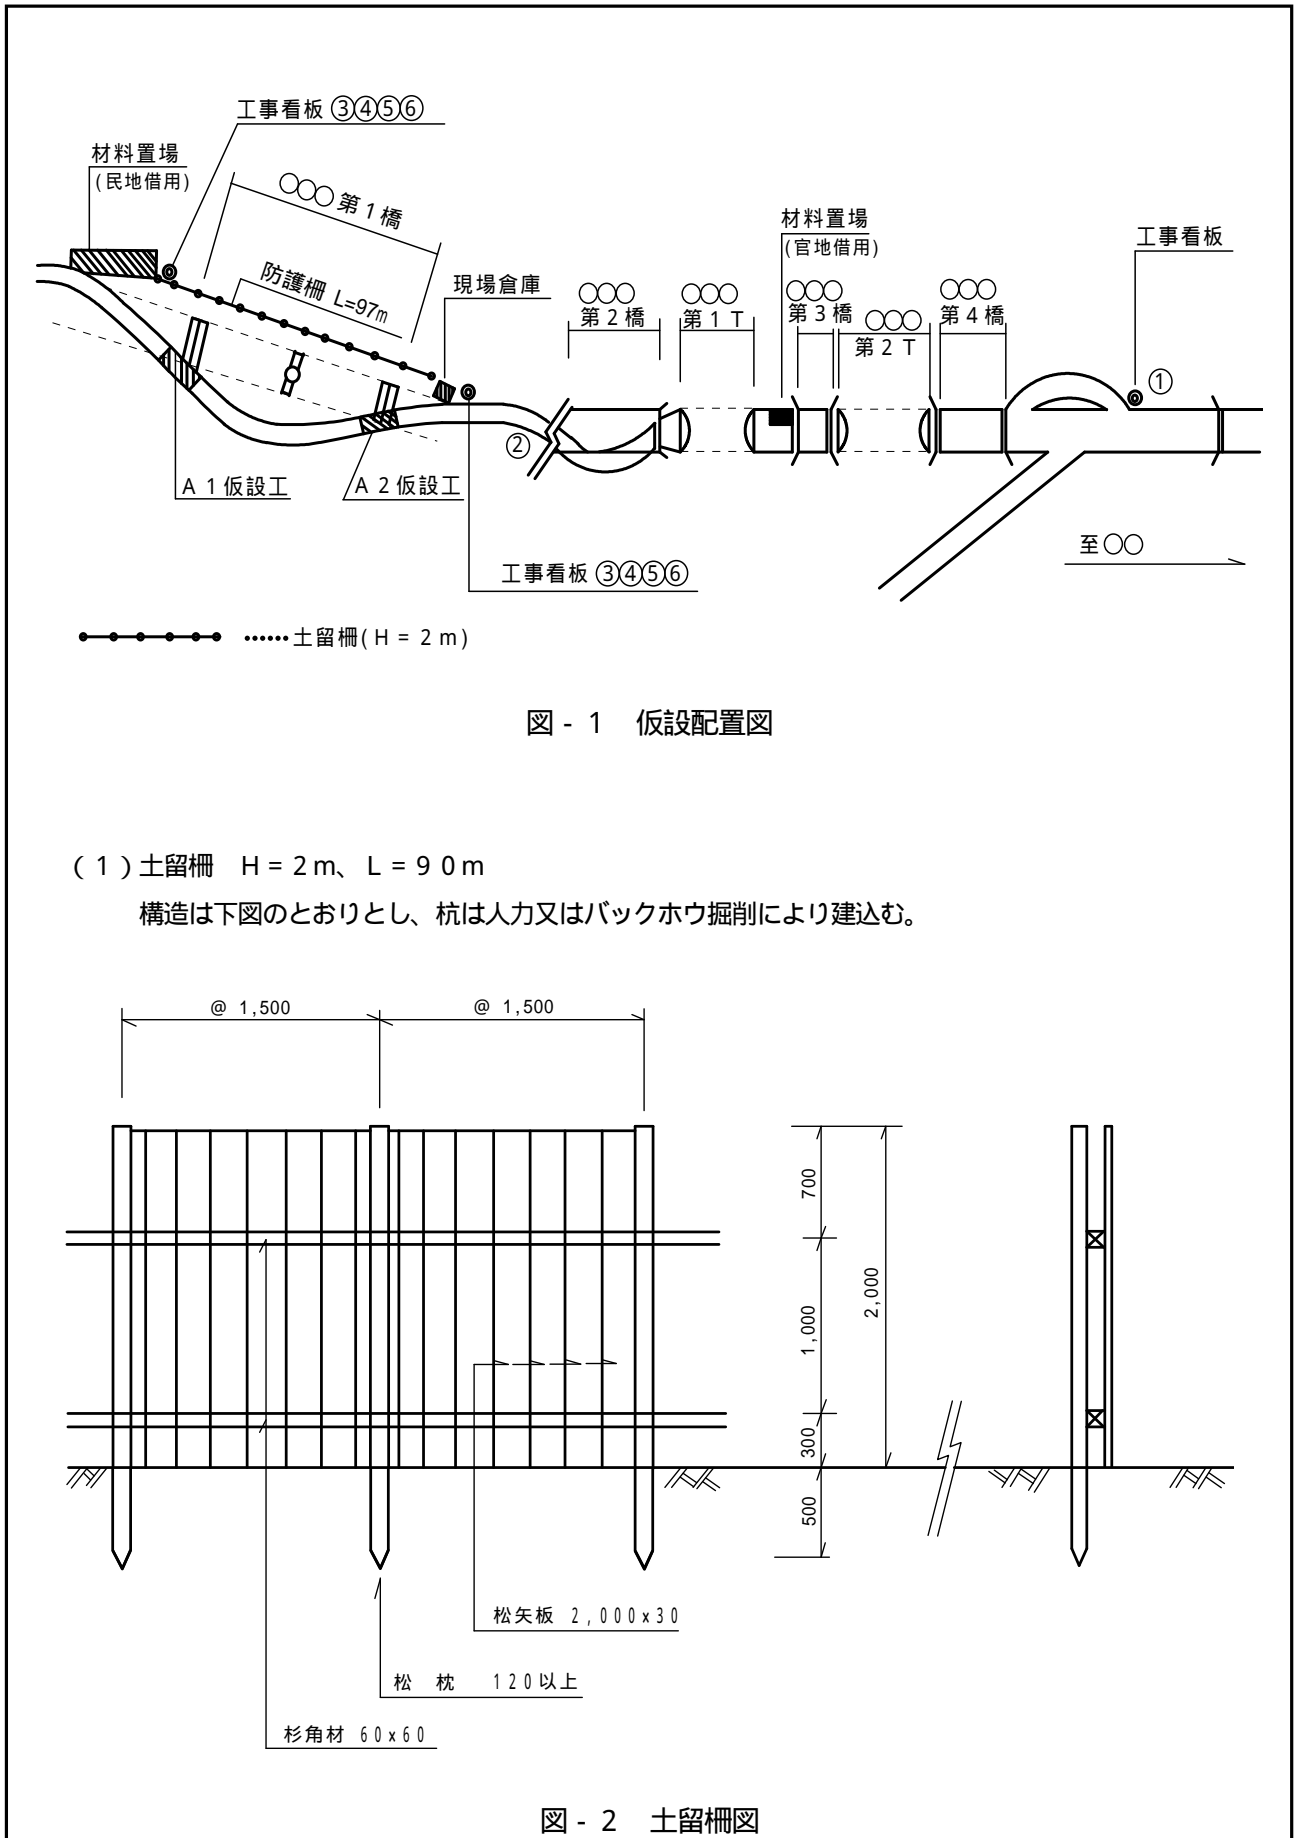 工事看板 ③④⑤⑥
材料置場
(民地借用)
○○○ 第1橋
防護柵 L=97m
現場倉庫
○○○
第2橋
○○○
第1T
材料置場
(官地借用)
○○○
第3橋
○○○
第2T
○○○
第4橋
工事看板
①
②
A1仮設工
A2仮設工
工事看板 ③④⑤⑥
至○○
……土留柵(H=2m)
図-1 仮設配置図
(1)土留柵 H=2m、L=90m
構造は下図のとおりとし、杭は人力又はバックホウ掘削により建込む。
@ 1,500
@ 1,500
700
1,000
2,000
300
500
松矢板 2,000x30
松 枕 120以上
杉角材 60x60
図-2 土留柵図